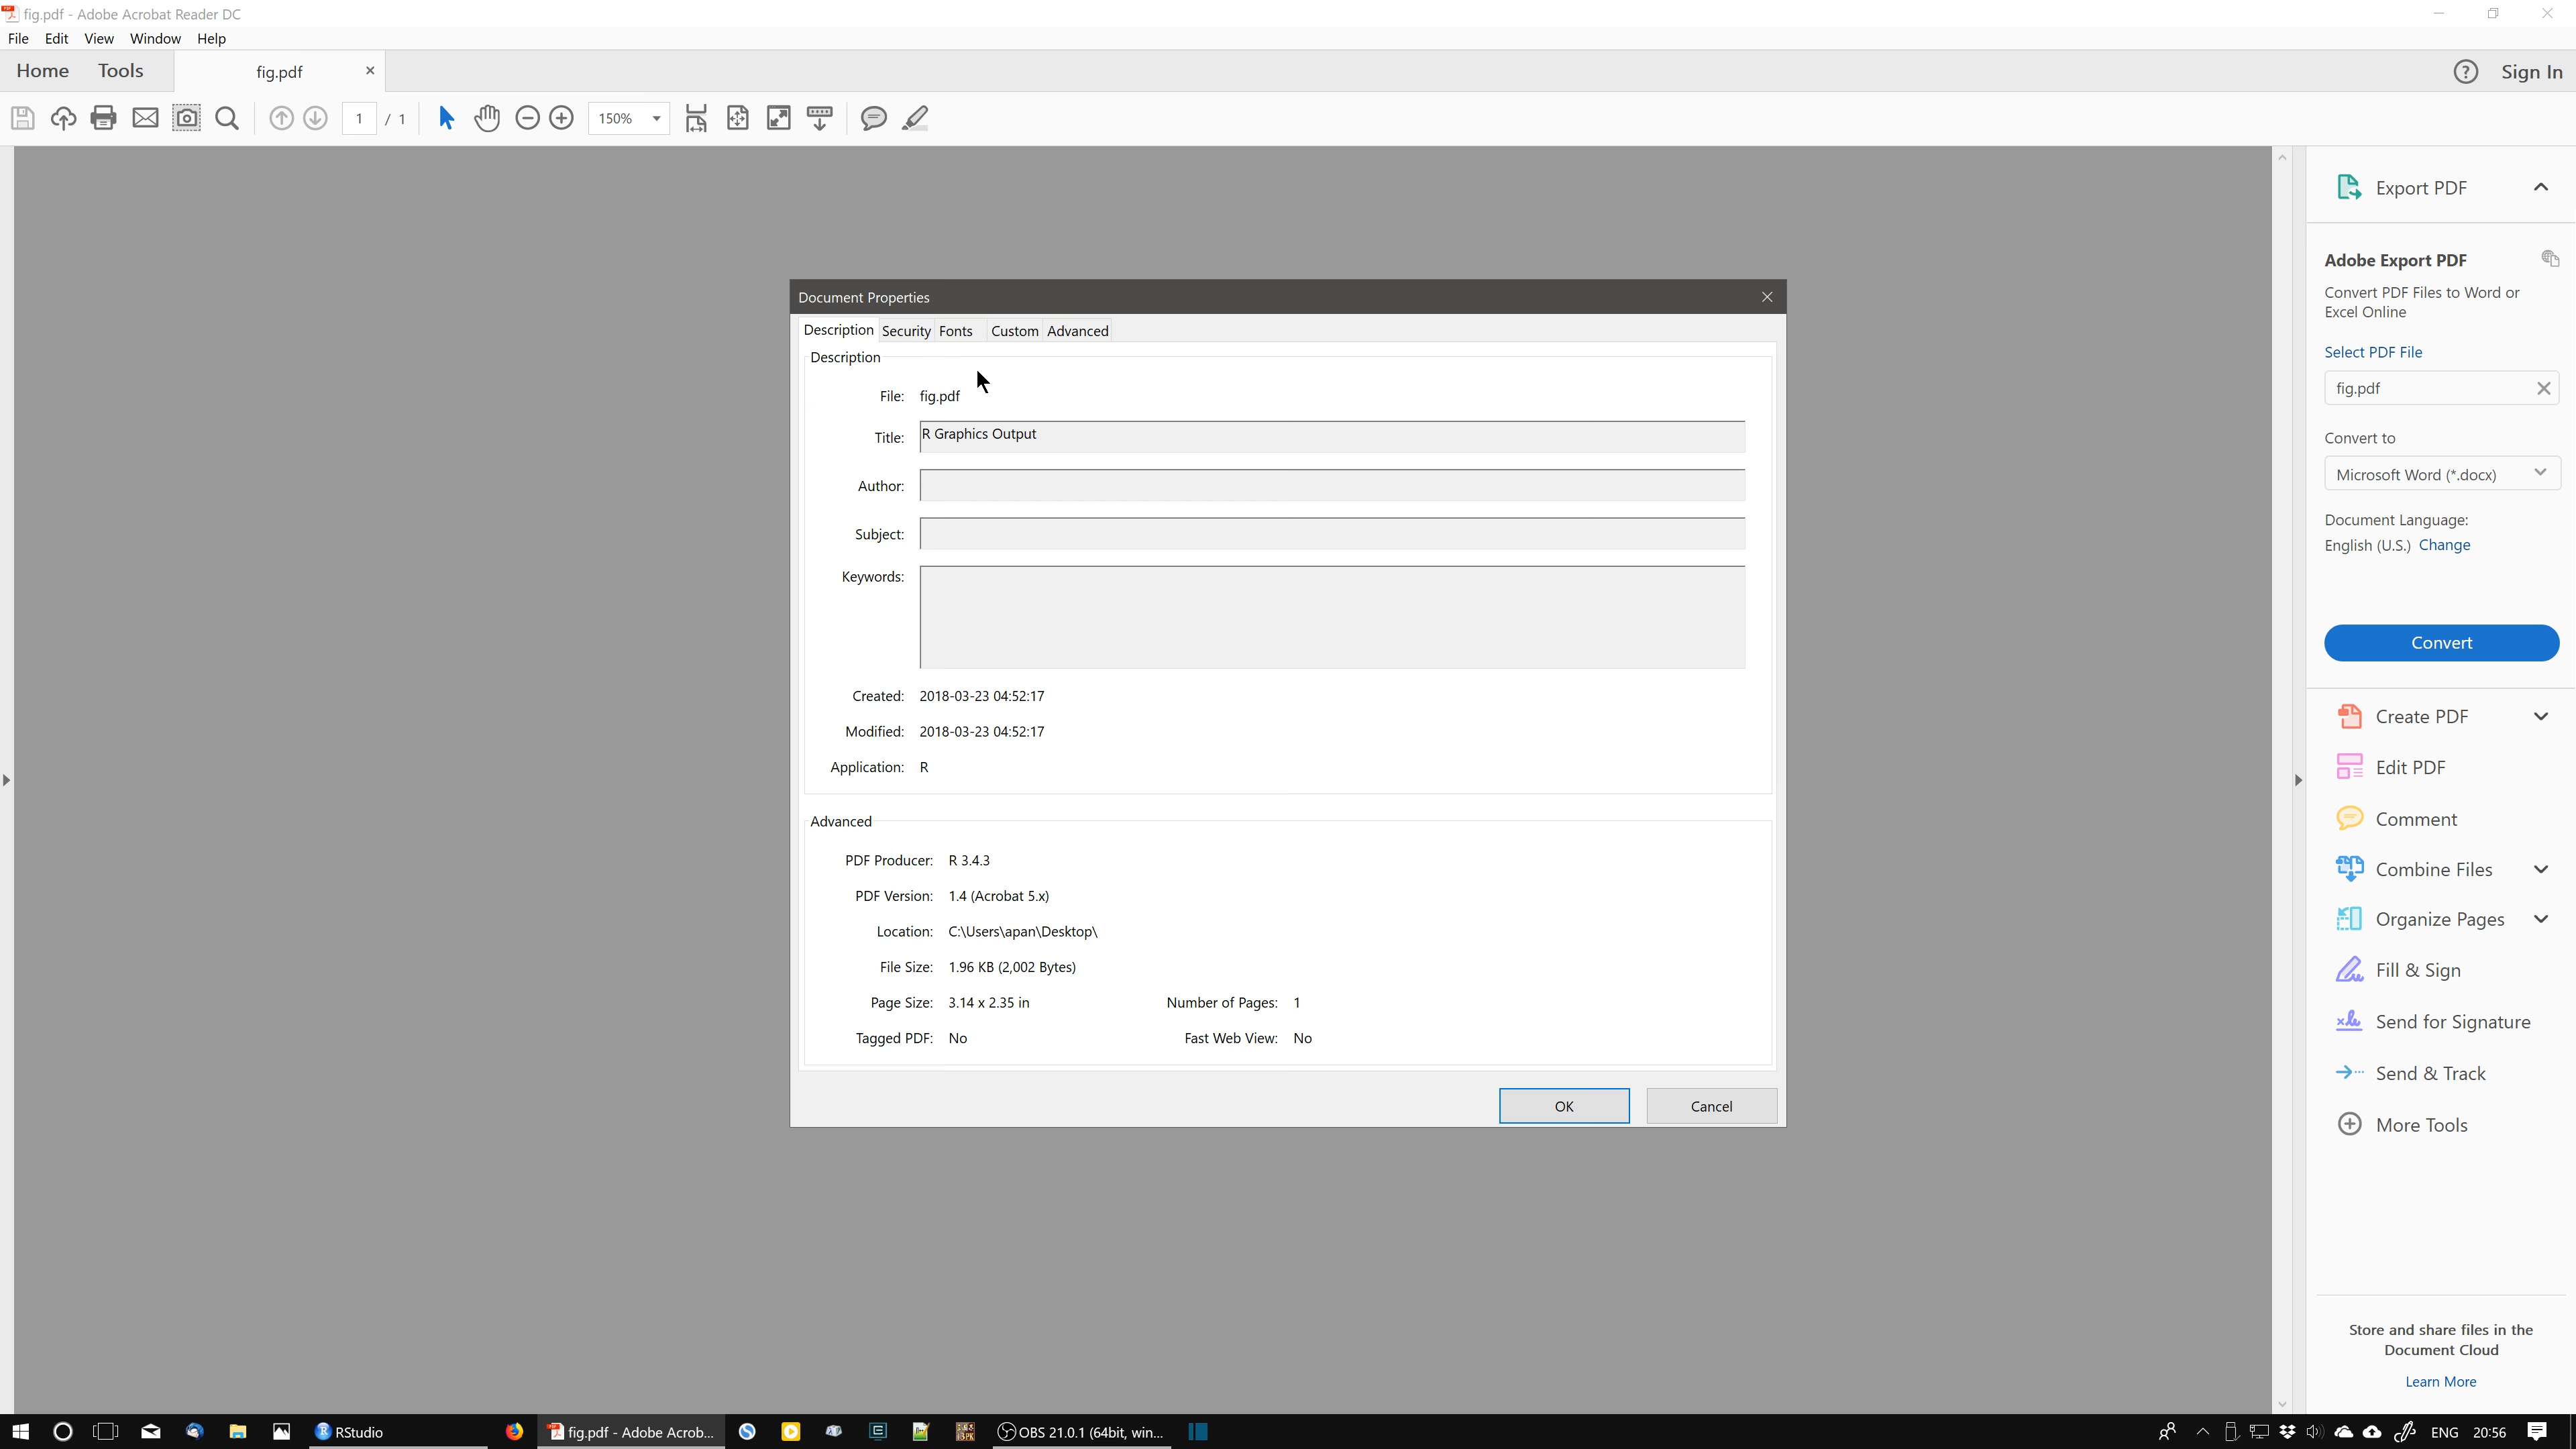 fig.pdf - Adobe Acrobat Reader DC
File Edit View Window Help
Home Tools fig.pdf Sign In
1 / 1 150%
Export PDF
Adobe Export PDF
Convert PDF Files to Word or
Excel Online
Select PDF File
fig.pdf
Convert to
Microsoft Word (*.docx)
Document Language:
English (U.S.) Change
Convert
Create PDF
Edit PDF
Comment
Combine Files
Organize Pages
Fill & Sign
Send for Signature
Send & Track
More Tools
Store and share files in the
Document Cloud
Learn More
Document Properties
Description Security Fonts Custom Advanced
Description
File: fig.pdf
Title: R Graphics Output
Author:
Subject:
Keywords:
Created: 2018-03-23 04:52:17
Modified: 2018-03-23 04:52:17
Application: R
Advanced
PDF Producer: R 3.4.3
PDF Version: 1.4 (Acrobat 5.x)
Location: C:\Users\apan\Desktop\
File Size: 1.96 KB (2,002 Bytes)
Page Size: 3.14 x 2.35 in Number of Pages: 1
Tagged PDF: No Fast Web View: No
OK Cancel
RStudio fig.pdf - Adobe Acrob... OBS 21.0.1 (64bit, win... ENG 20:56